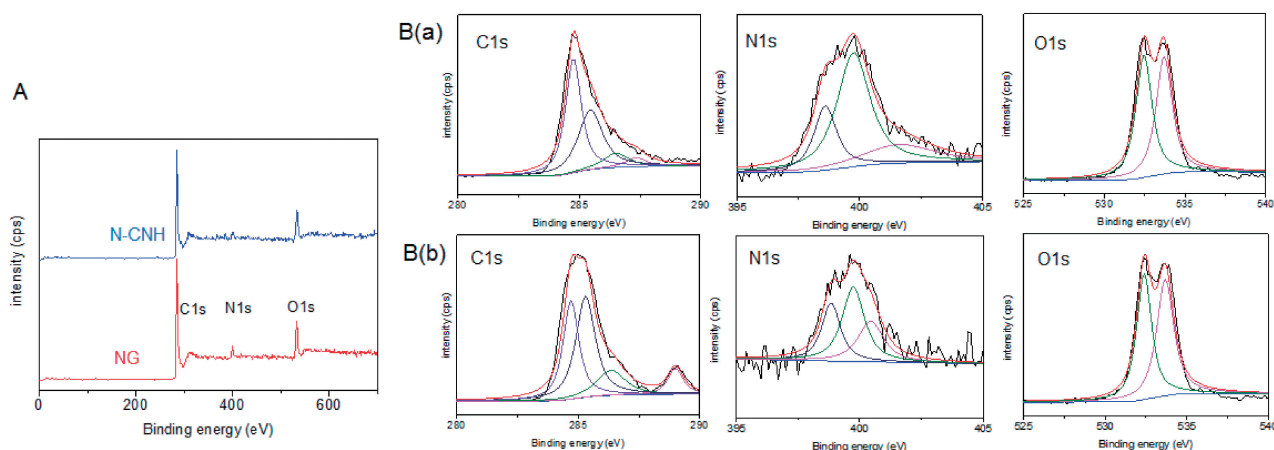 A
N-CNH
C1s N1s O1s
NG
intensity (cps)
0 200 400 600
Binding energy (eV)
B(a)
C1s
intensity (cps)
280 285 290
Binding energy (eV)
N1s
intensity (cps)
395 400 405
Binding energy (eV)
O1s
intensity (cps)
525 530 535 540
Binding energy (eV)
B(b)
C1s
intensity (cps)
280 285 290
Binding energy (eV)
N1s
intensity (cps)
395 400 405
Binding energy (eV)
O1s
intensity (cps)
525 530 535 540
Binding energy (eV)